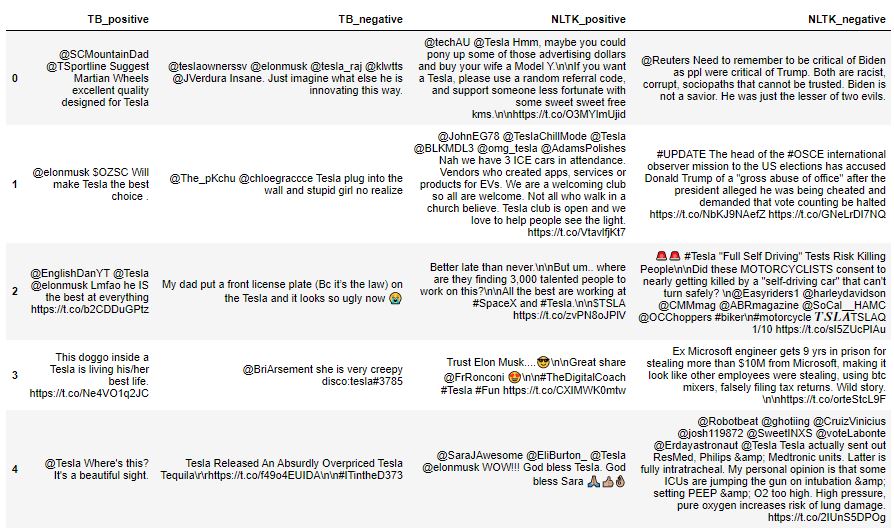 TB_positive TB_negative NLTK_positive NLTK_negative
0
@SCMountainDad
@TSportline Suggest
Martian Wheels
excellent quality
designed for Tesla
@teslaownerssv @elonmusk @tesla_raj @klwtts
@JVerdura Insane. Just imagine what else he is
innovating this way.
@techAU @Tesla Hmm, maybe you could
pony up some of those advertising dollars
and buy your wife a Model Y.\n\nIf you want
a Tesla, please use a random referral code,
and support someone less fortunate with
some sweet sweet free
kms.\n\nhttps://t.co/O3MYlmUjid
@Reuters Need to remember to be critical of Biden
as ppl were critical of Trump. Both are racist,
corrupt, sociopaths that cannot be trusted. Biden is
not a savior. He was just the lesser of two evils.
1
@elonmusk $OZSC Will
make Tesla the best
choice .
@The_pKchu @chloegraccce Tesla plug into the
wall and stupid girl no realize
@JohnEG78 @TeslaChillMode @Tesla
@BLKMDL3 @omg_tesla @AdamsPolishes
Nah we have 3 ICE cars in attendance.
Vendors who created apps, services or
products for EVs. We are a welcoming club
so all are welcome. Not all who walk in a
church believe. Tesla club is open and we
love to help people see the light.
https://t.co/VtavlfjKt7
#UPDATE The head of the #OSCE international
observer mission to the US elections has accused
Donald Trump of a "gross abuse of office" after the
president alleged he was being cheated and
demanded that vote counting be halted
https://t.co/NbKJ9NAefZ https://t.co/GNeLrDI7NQ
2
@EnglishDanYT @Tesla
@elonmusk Lmfao he IS
the best at everything
https://t.co/b2CDDuGPtz
My dad put a front license plate (Bc it's the law) on
the Tesla and it looks so ugly now 😭
Better late than never.\n\nBut um.. where
are they finding 3,000 talented people to
work on this?\n\nAll the best are working at
#SpaceX and #Tesla.\n\n$TSLA
https://t.co/zvPN8oJPlV
🚨🚨 #Tesla "Full Self Driving" Tests Risk Killing
People\n\nDid these MOTORCYCLISTS consent to
nearly getting killed by a "self-driving car" that can't
turn safely? \n@Easyriders1 @harleydavidson
@CMMmag @ABRmagazine @SoCal__HAMC
@OCChoppers #biker\n#motorcycle TSLATSLAQ
1/10 https://t.co/sI5ZUcPIAu
3
This doggo inside a
Tesla is living his/her
best life.
https://t.co/Ne4VO1q2JC
@BriArsement she is very creepy
disco:tesla#3785
Trust Elon Musk....😎\n\nGreat share
@FrRonconi 🤩\n\n#TheDigitalCoach
#Tesla #Fun https://t.co/CXIMWK0mtw
Ex Microsoft engineer gets 9 yrs in prison for
stealing more than $10M from Microsoft, making it
look like other employees were stealing, using btc
mixers, falsely filing tax returns. Wild story.
\n\nhttps://t.co/orteStcL9F
4
@Tesla Where's this?
It's a beautiful sight.
Tesla Released An Absurdly Overpriced Tesla
Tequila\r\rhttps://t.co/f49o4EUIDA\n\n#ITintheD373
@SaraJAwesome @EliBurton_ @Tesla
@elonmusk WOW!!! God bless Tesla. God
bless Sara 🙏🏽👍🏽👌🏽
@Robotbeat @ghotiing @CruizVinicius
@josh119872 @SweetINXS @voteLabonte
@Erdayastronaut @Tesla Tesla actually sent out
ResMed, Philips &amp; Medtronic units. Latter is
fully intratracheal. My personal opinion is that some
ICUs are jumping the gun on intubation &amp;
setting PEEP &amp; O2 too high. High pressure,
pure oxygen increases risk of lung damage.
https://t.co/2IUnS5DPOg